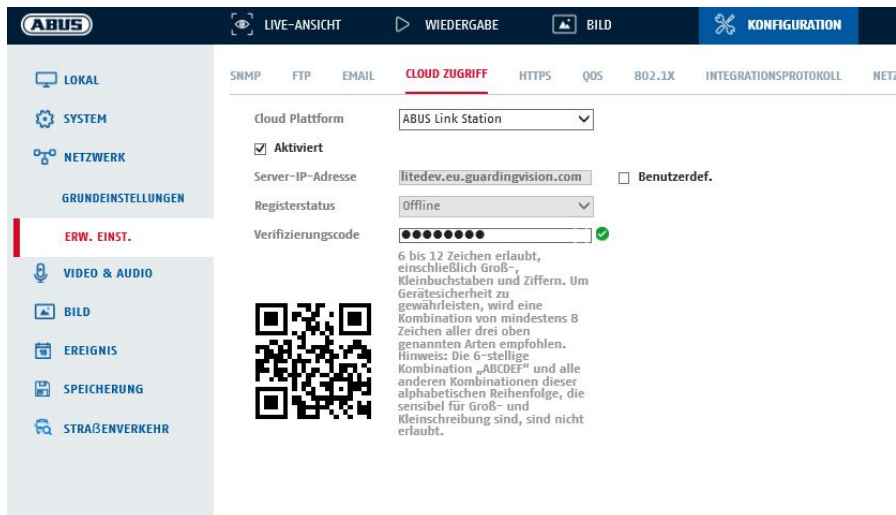 ABUS
LIVE-ANSICHT
WIEDERGABE
BILD
KONFIGURATION
LOKAL
SYSTEM
NETZWERK
GRUNDEINSTELLUNGEN
ERW. EINST.
VIDEO & AUDIO
BILD
EREIGNIS
SPEICHERUNG
STRAßENVERKEHR
SNMP FTP EMAIL CLOUD ZUGRIFF HTTPS QOS 802.1X INTEGRATIONSPROTOKOLL NETZ
Cloud Plattform ABUS Link Station
Aktiviert
Server-IP-Adresse litedev.eu.guardingvision.com Benutzerdef.
Registerstatus Offline
Verifizierungscode ●●●●●●●●
6 bis 12 Zeichen erlaubt,
einschließlich Groß-,
Kleinbuchstaben und Ziffern. Um
Gerätesicherheit zu
gewährleisten, wird eine
Kombination von mindestens 8
Zeichen aller drei oben
genannten Arten empfohlen.
Hinweis: Die 6-stellige
Kombination „ABCDEF“ und alle
anderen Kombinationen dieser
alphabetischen Reihenfolge, die
sensibel für Groß- und
Kleinschreibung sind, sind nicht
erlaubt.